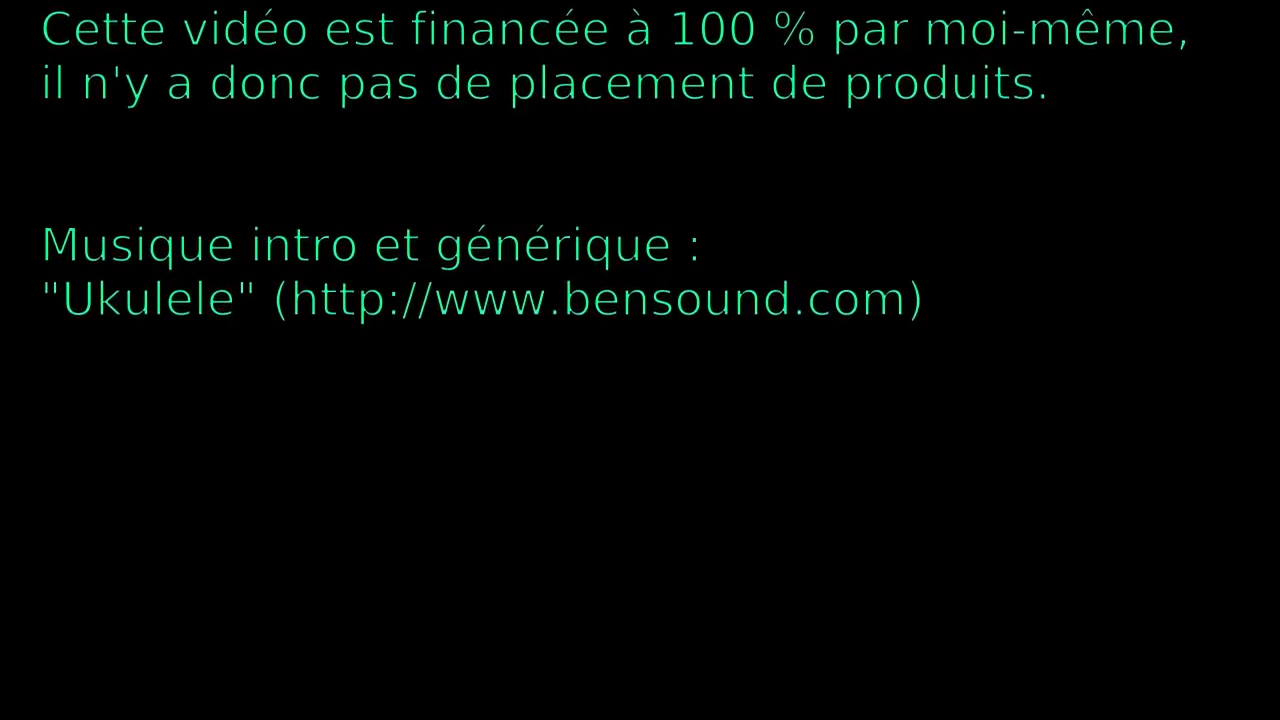 Cette vidéo est financée à 100 % par moi-même,
il n'y a donc pas de placement de produits.
Musique intro et générique :
"Ukulele" (http://www.bensound.com)